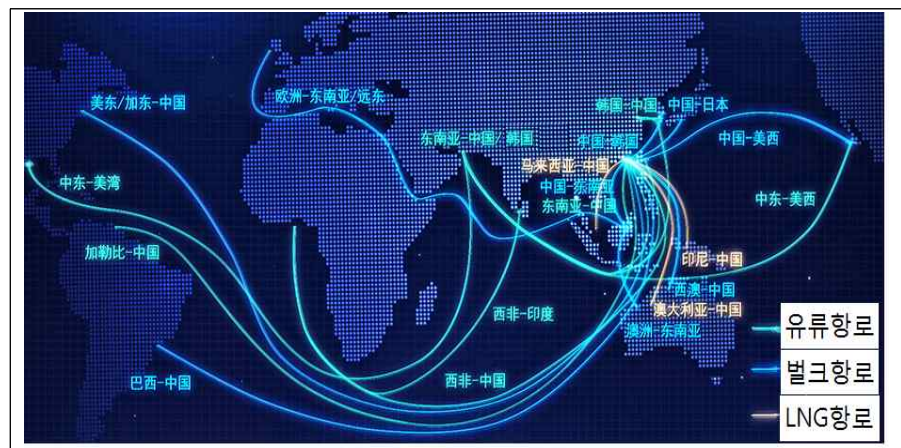 美东/加东-中国
欧洲-东南亚/远东
韩国-中国
中国-日本
东南亚-中国/韩国
中国-韩国
中国-美西
马来西亚-中国
中国-东南亚
东南亚-中国
中东-美湾
中东-美西
加勒比-中国
印尼-中国
西澳-中国
澳大利亚-中国
西非-印度
澳洲-东南亚
巴西-中国
西非-中国
유류항로
벌크항로
LNG항로